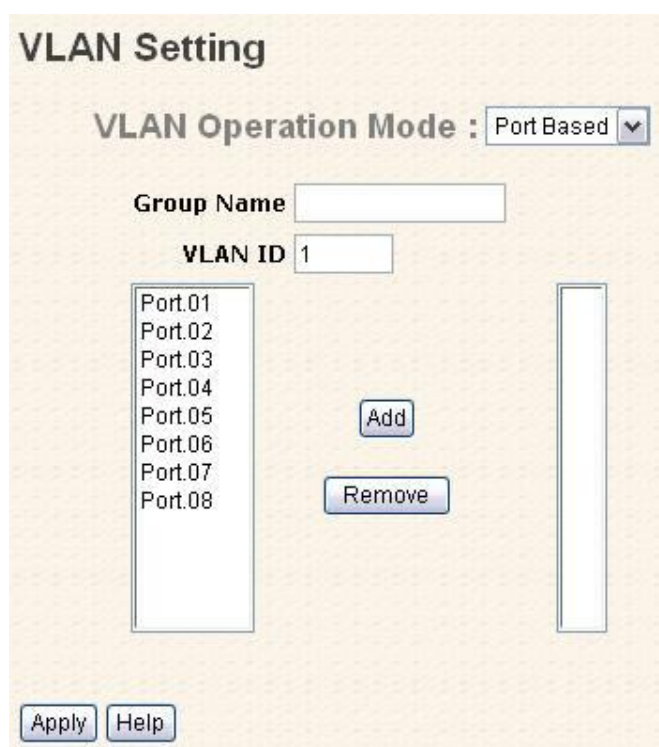 VLAN Setting
VLAN Operation Mode : Port Based
Group Name
VLAN ID 1
Port.01
Port.02
Port.03
Port.04
Port.05
Port.06
Port.07
Port.08
Add
Remove
Apply Help